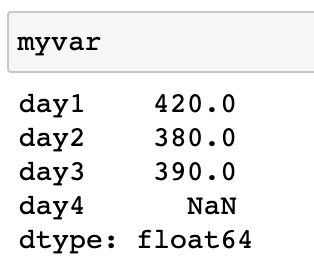 myvar
day1    420.0
day2    380.0
day3    390.0
day4      NaN
dtype: float64